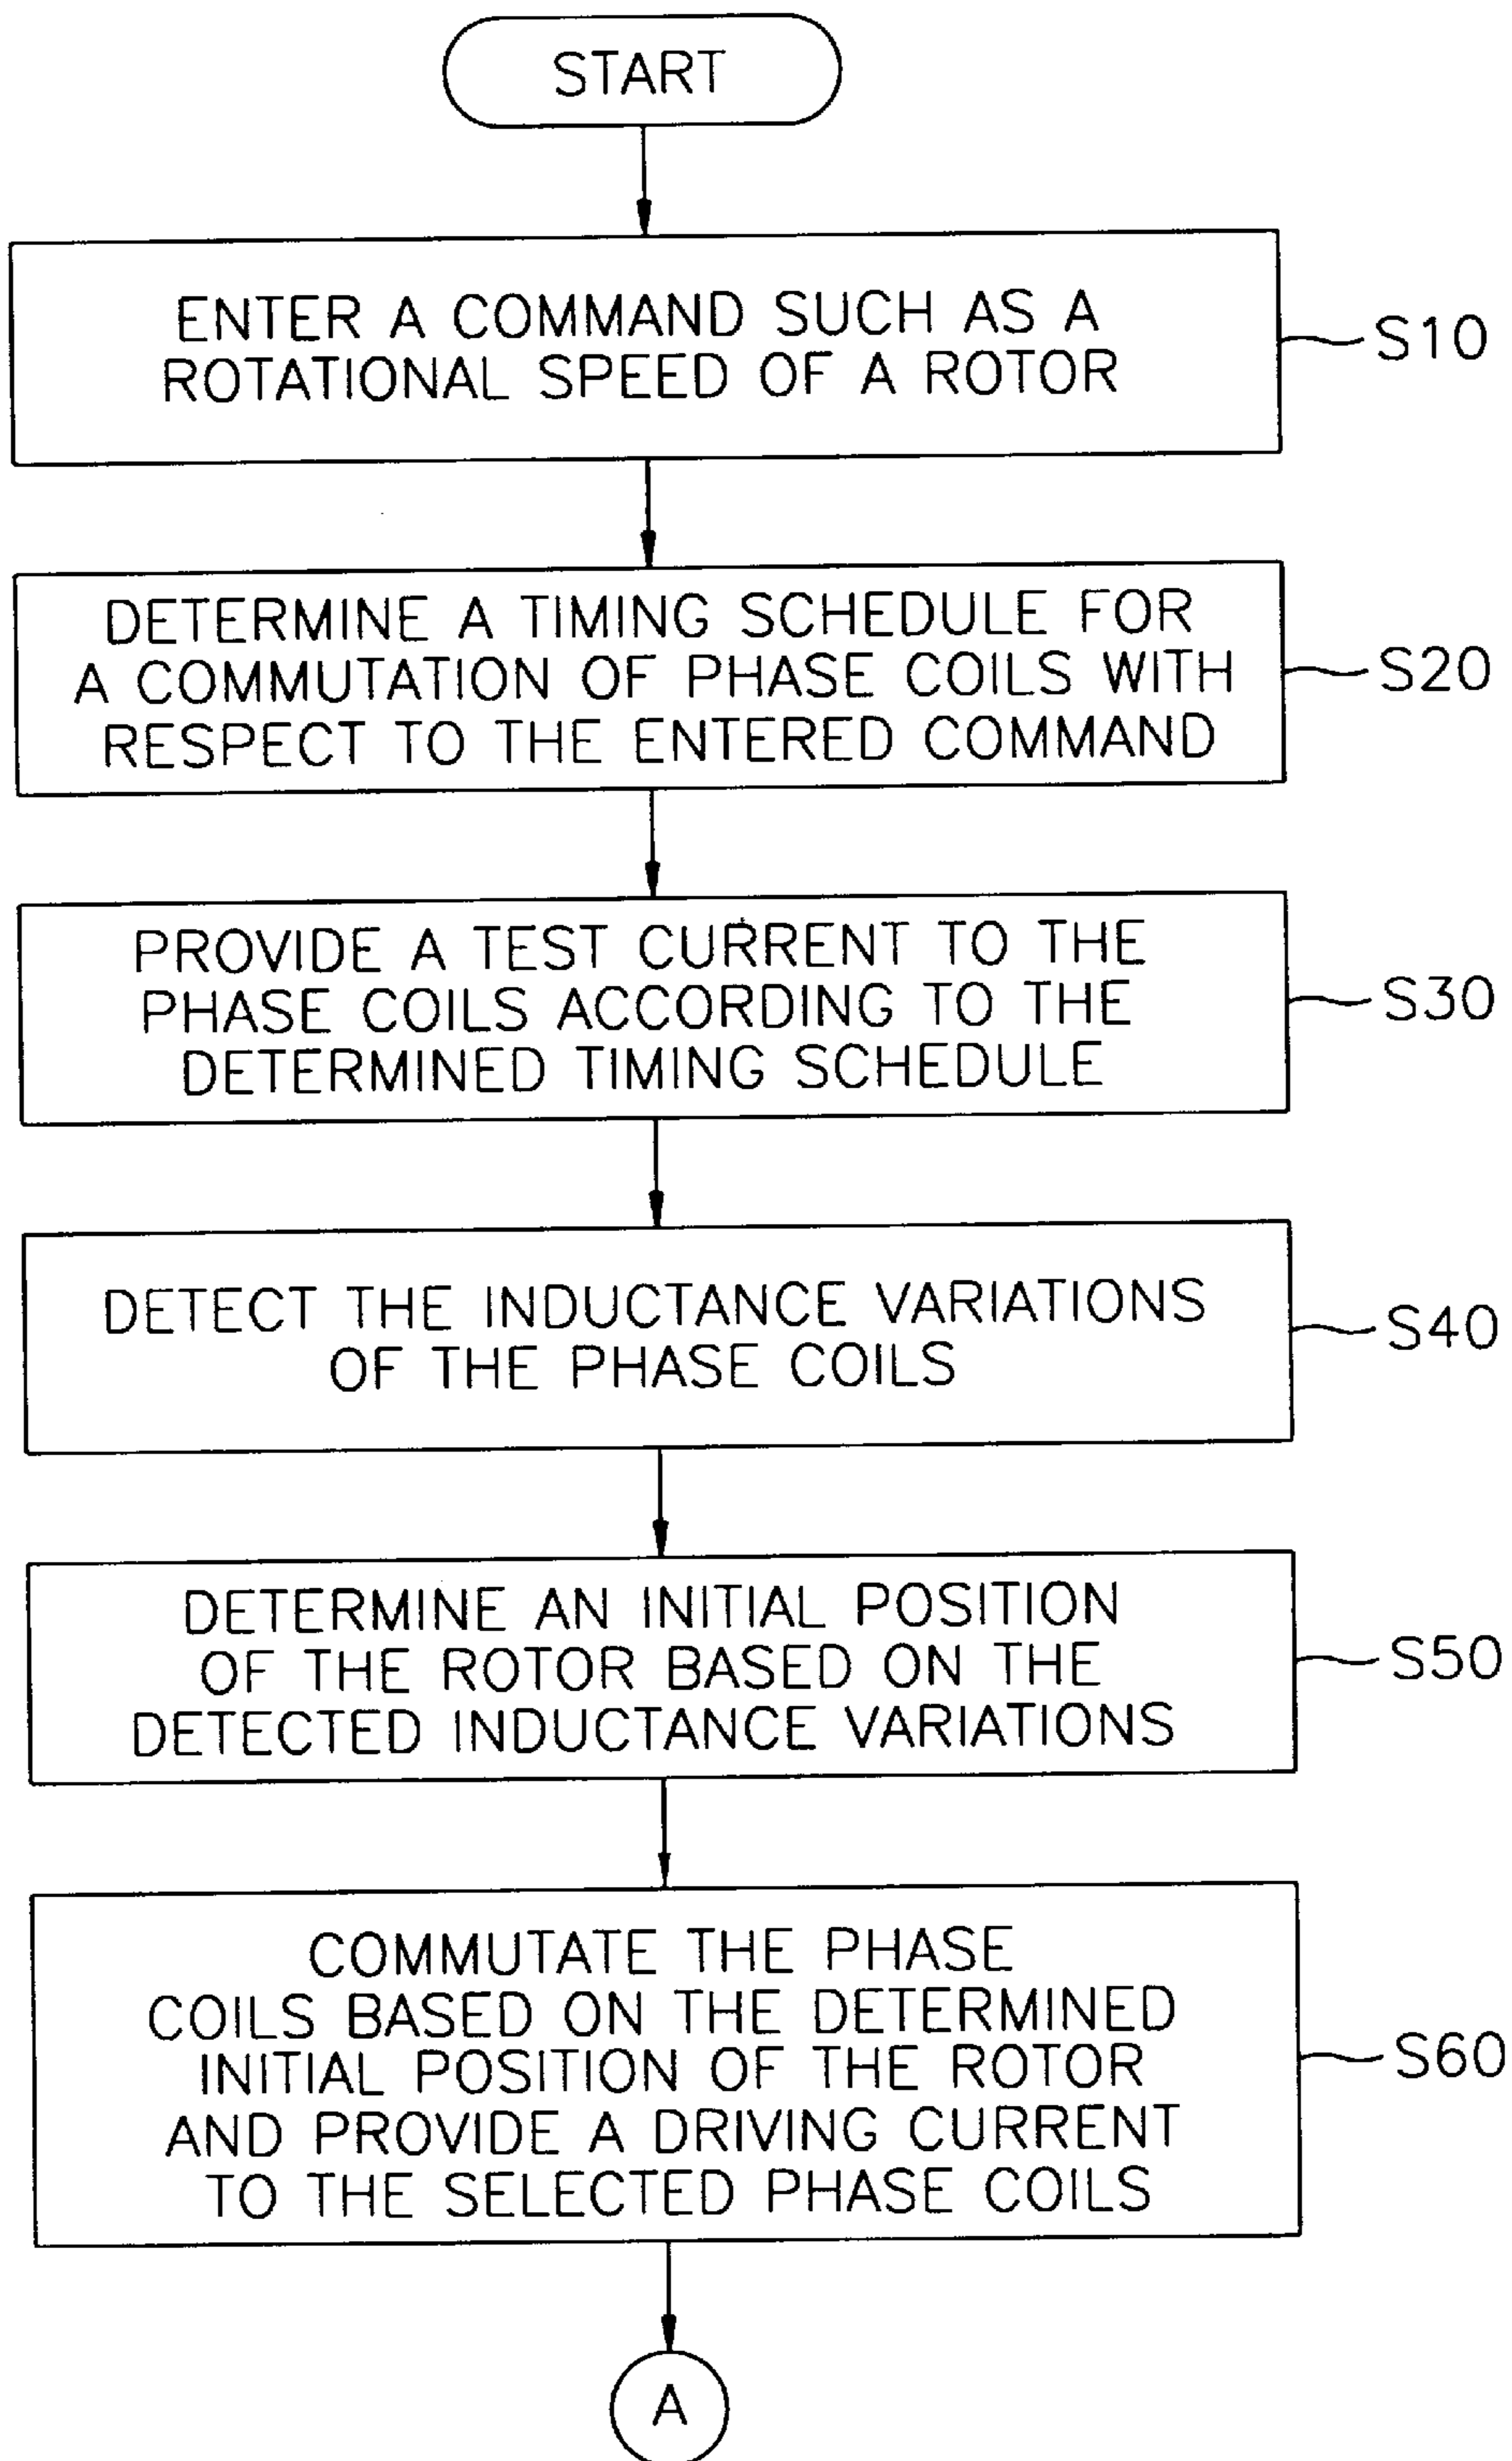 START
ENTER A COMMAND SUCH AS A
ROTATIONAL SPEED OF A ROTOR
S10
DETERMINE A TIMING SCHEDULE FOR
A COMMUTATION OF PHASE COILS WITH
RESPECT TO THE ENTERED COMMAND
S20
PROVIDE A TEST CURRENT TO THE
PHASE COILS ACCORDING TO THE
DETERMINED TIMING SCHEDULE
S30
DETECT THE INDUCTANCE VARIATIONS
OF THE PHASE COILS
S40
DETERMINE AN INITIAL POSITION
OF THE ROTOR BASED ON THE
DETECTED INDUCTANCE VARIATIONS
S50
COMMUTATE THE PHASE
COILS BASED ON THE DETERMINED
INITIAL POSITION OF THE ROTOR
AND PROVIDE A DRIVING CURRENT
TO THE SELECTED PHASE COILS
S60
A